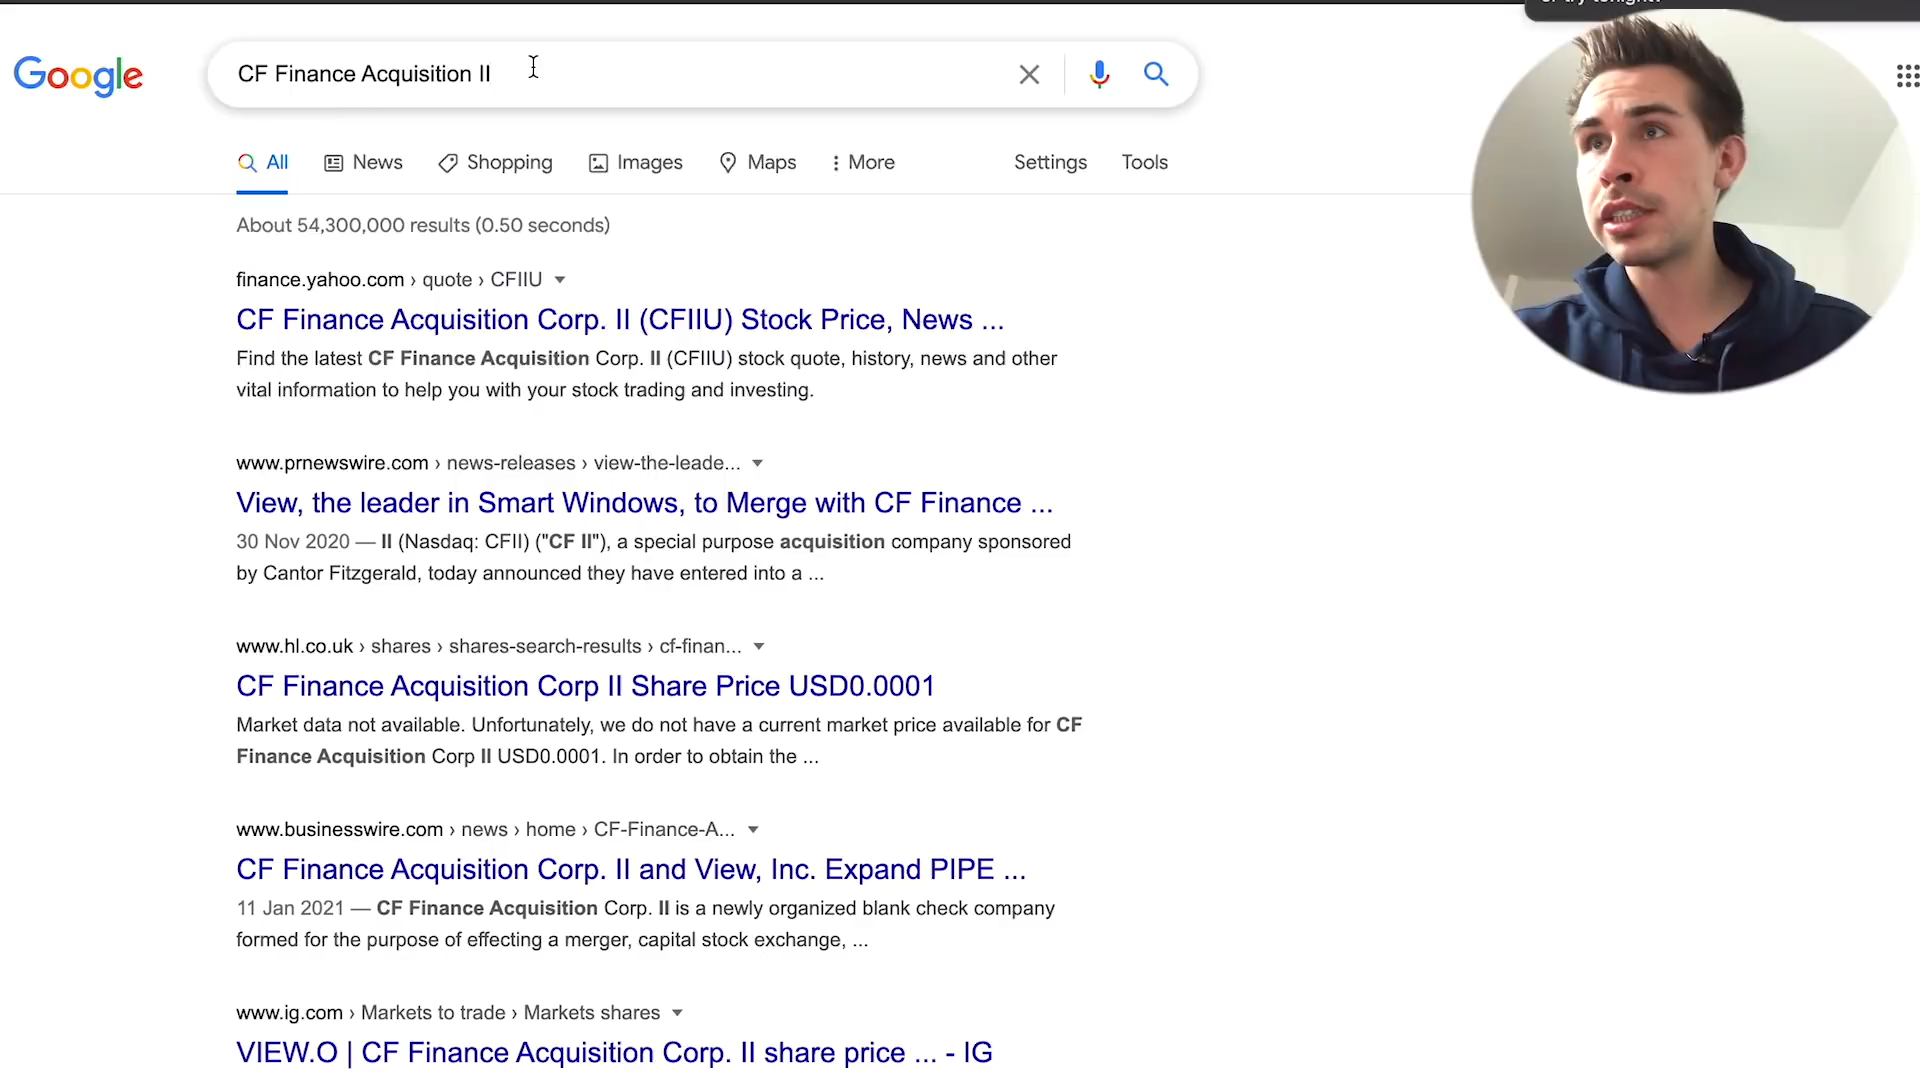 Google
CF Finance Acquisition II
All News Shopping Images Maps More Settings Tools
About 54,300,000 results (0.50 seconds)
finance.yahoo.com › quote › CFIIU
CF Finance Acquisition Corp. II (CFIIU) Stock Price, News ...
Find the latest CF Finance Acquisition Corp. II (CFIIU) stock quote, history, news and other
vital information to help you with your stock trading and investing.
www.prnewswire.com › news-releases › view-the-leade...
View, the leader in Smart Windows, to Merge with CF Finance ...
30 Nov 2020 — II (Nasdaq: CFII) ("CF II"), a special purpose acquisition company sponsored
by Cantor Fitzgerald, today announced they have entered into a ...
www.hl.co.uk › shares › shares-search-results › cf-finan...
CF Finance Acquisition Corp II Share Price USD0.0001
Market data not available. Unfortunately, we do not have a current market price available for CF
Finance Acquisition Corp II USD0.0001. In order to obtain the ...
www.businesswire.com › news › home › CF-Finance-A...
CF Finance Acquisition Corp. II and View, Inc. Expand PIPE ...
11 Jan 2021 — CF Finance Acquisition Corp. II is a newly organized blank check company
formed for the purpose of effecting a merger, capital stock exchange, ...
www.ig.com › Markets to trade › Markets shares
VIEW.O | CF Finance Acquisition Corp. II share price ... - IG